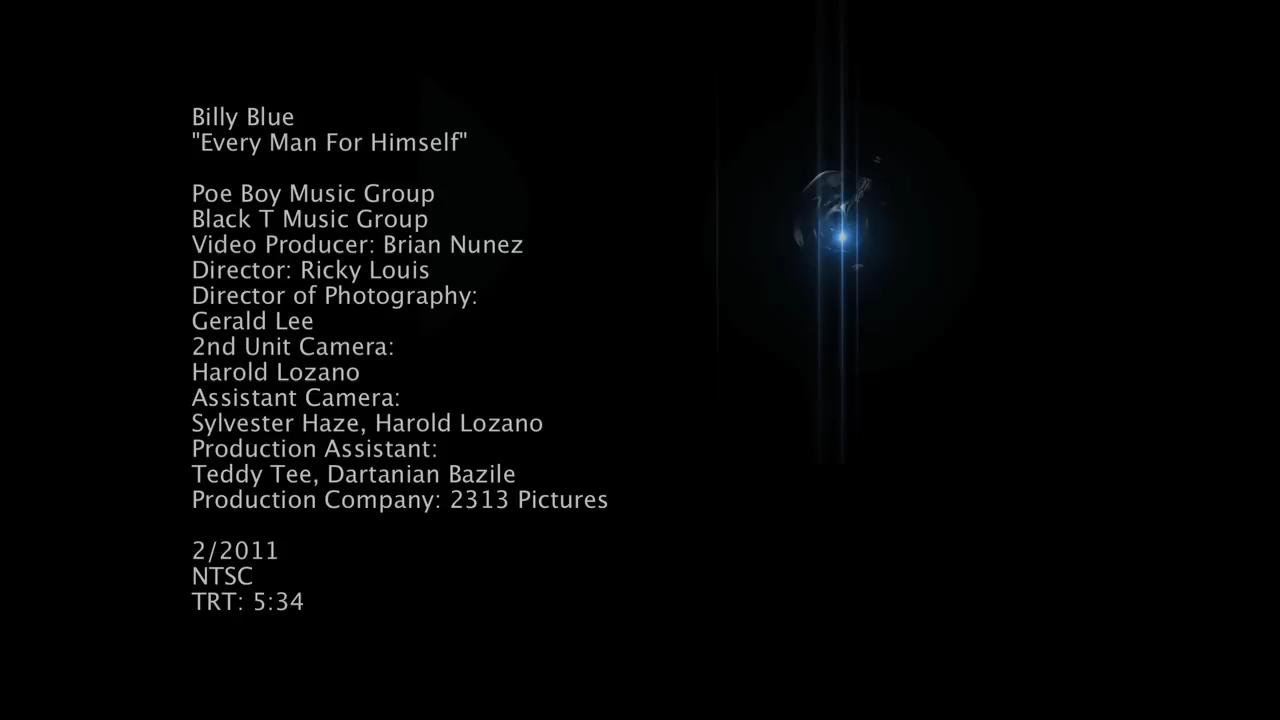 Billy Blue
"Every Man For Himself"
Poe Boy Music Group
Black T Music Group
Video Producer: Brian Nunez
Director: Ricky Louis
Director of Photography:
Gerald Lee
2nd Unit Camera:
Harold Lozano
Assistant Camera:
Sylvester Haze, Harold Lozano
Production Assistant:
Teddy Tee, Dartanian Bazile
Production Company: 2313 Pictures
2/2011
NTSC
TRT: 5:34